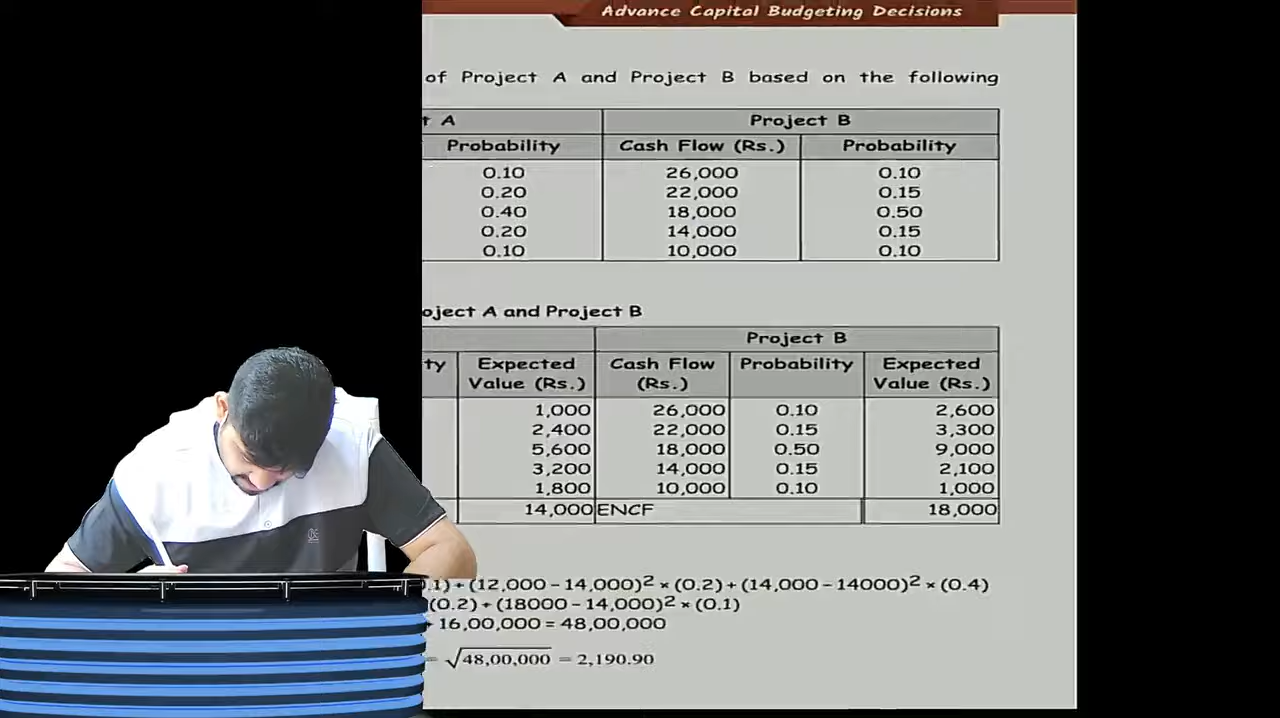 Advance Capital Budgeting Decisions
of Project A and Project B based on the following
t A Project B
Probability Cash Flow (Rs.) Probability
0.10 26,000 0.10
0.20 22,000 0.15
0.40 18,000 0.50
0.20 14,000 0.15
0.10 10,000 0.10
oject A and Project B
Project B
ty Expected Value (Rs.) Cash Flow (Rs.) Probability Expected Value (Rs.)
1,000 26,000 0.10 2,600
2,400 22,000 0.15 3,300
5,600 18,000 0.50 9,000
3,200 14,000 0.15 2,100
1,800 10,000 0.10 1,000
14,000 ENCF 18,000
.1) + (12,000 – 14,000)² × (0.2) + (14,000 – 14000)² × (0.4)
(0.2) + (18000 – 14,000)² × (0.1)
+ 16,00,000 = 48,00,000
= √48,00,000 = 2,190.90